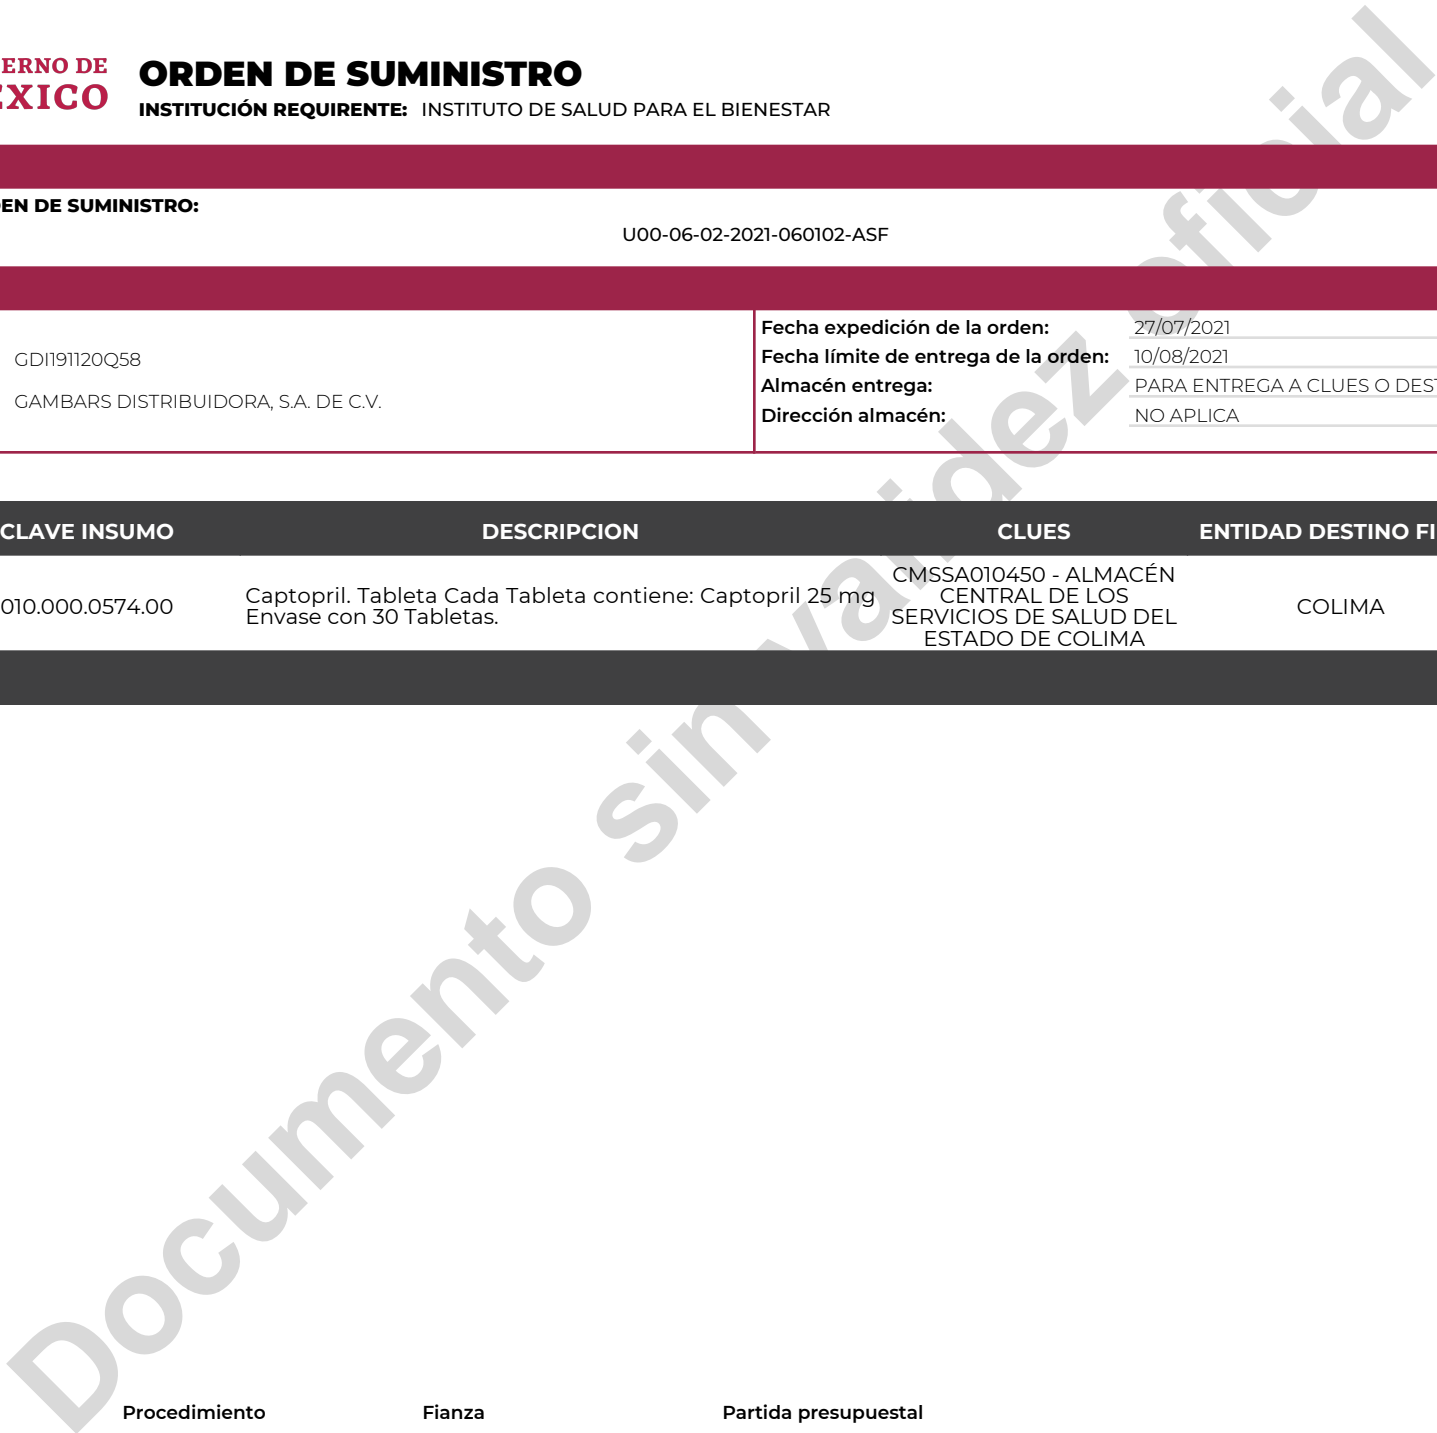 ERNO DE
ÉXICO
ORDEN DE SUMINISTRO
INSTITUCIÓN REQUIRENTE: INSTITUTO DE SALUD PARA EL BIENESTAR
EN DE SUMINISTRO:
U00-06-02-2021-060102-ASF
GDI191120Q58
GAMBARS DISTRIBUIDORA, S.A. DE C.V.
Fecha expedición de la orden: 27/07/2021
Fecha límite de entrega de la orden: 10/08/2021
Almacén entrega: PARA ENTREGA A CLUES O DEST
Dirección almacén: NO APLICA
CLAVE INSUMO DESCRIPCION CLUES ENTIDAD DESTINO FI
010.000.0574.00
Captopril. Tableta Cada Tableta contiene: Captopril 25 mg
Envase con 30 Tabletas.
CMSSA010450 - ALMACÉN
CENTRAL DE LOS
SERVICIOS DE SALUD DEL
ESTADO DE COLIMA
COLIMA
Documento sin validez oficial
Procedimiento Fianza Partida presupuestal